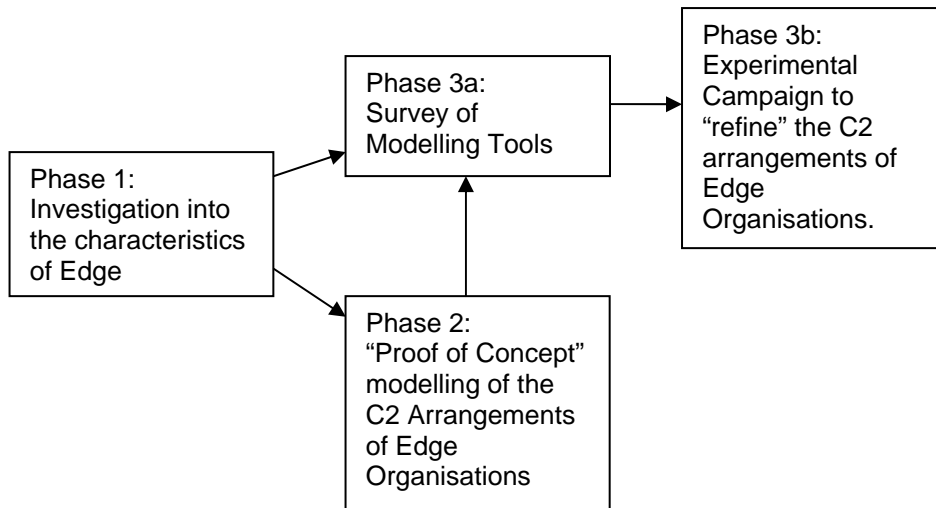 Phase 1:
Investigation into
the characteristics
of Edge
Phase 3a:
Survey of
Modelling Tools
Phase 2:
“Proof of Concept”
modelling of the
C2 Arrangements
of Edge
Organisations
Phase 3b:
Experimental
Campaign to
“refine” the C2
arrangements of
Edge
Organisations.